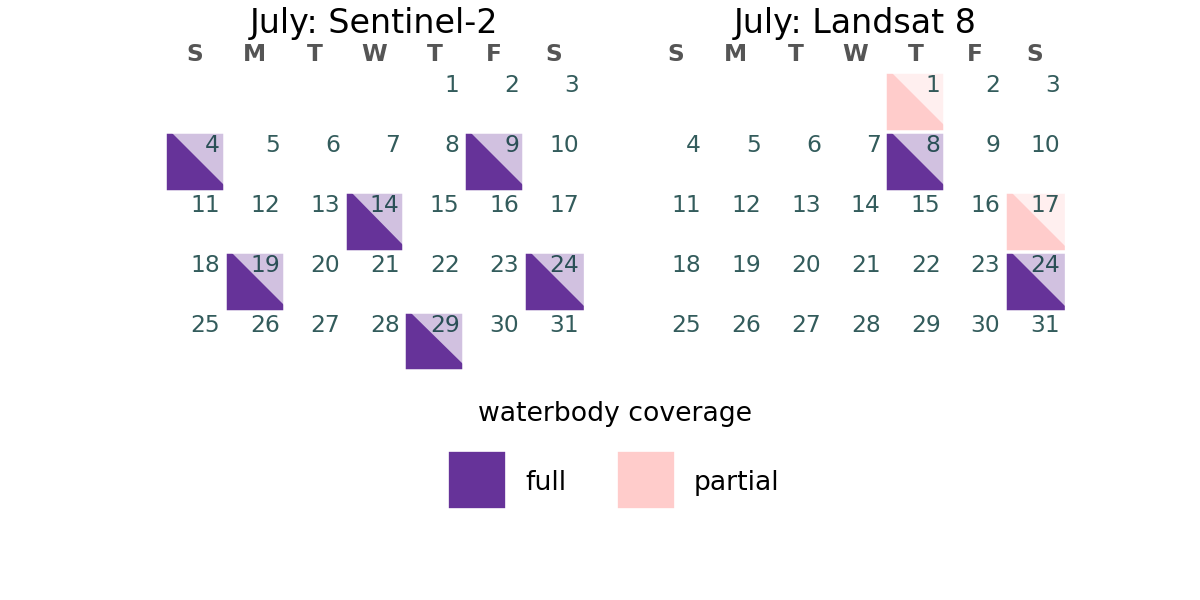 July: Sentinel-2
S M T W T F S
1 2 3
4 5 6 7 8 9 10
11 12 13 14 15 16 17
18 19 20 21 22 23 24
25 26 27 28 29 30 31
July: Landsat 8
S M T W T F S
1 2 3
4 5 6 7 8 9 10
11 12 13 14 15 16 17
18 19 20 21 22 23 24
25 26 27 28 29 30 31
waterbody coverage
full
partial